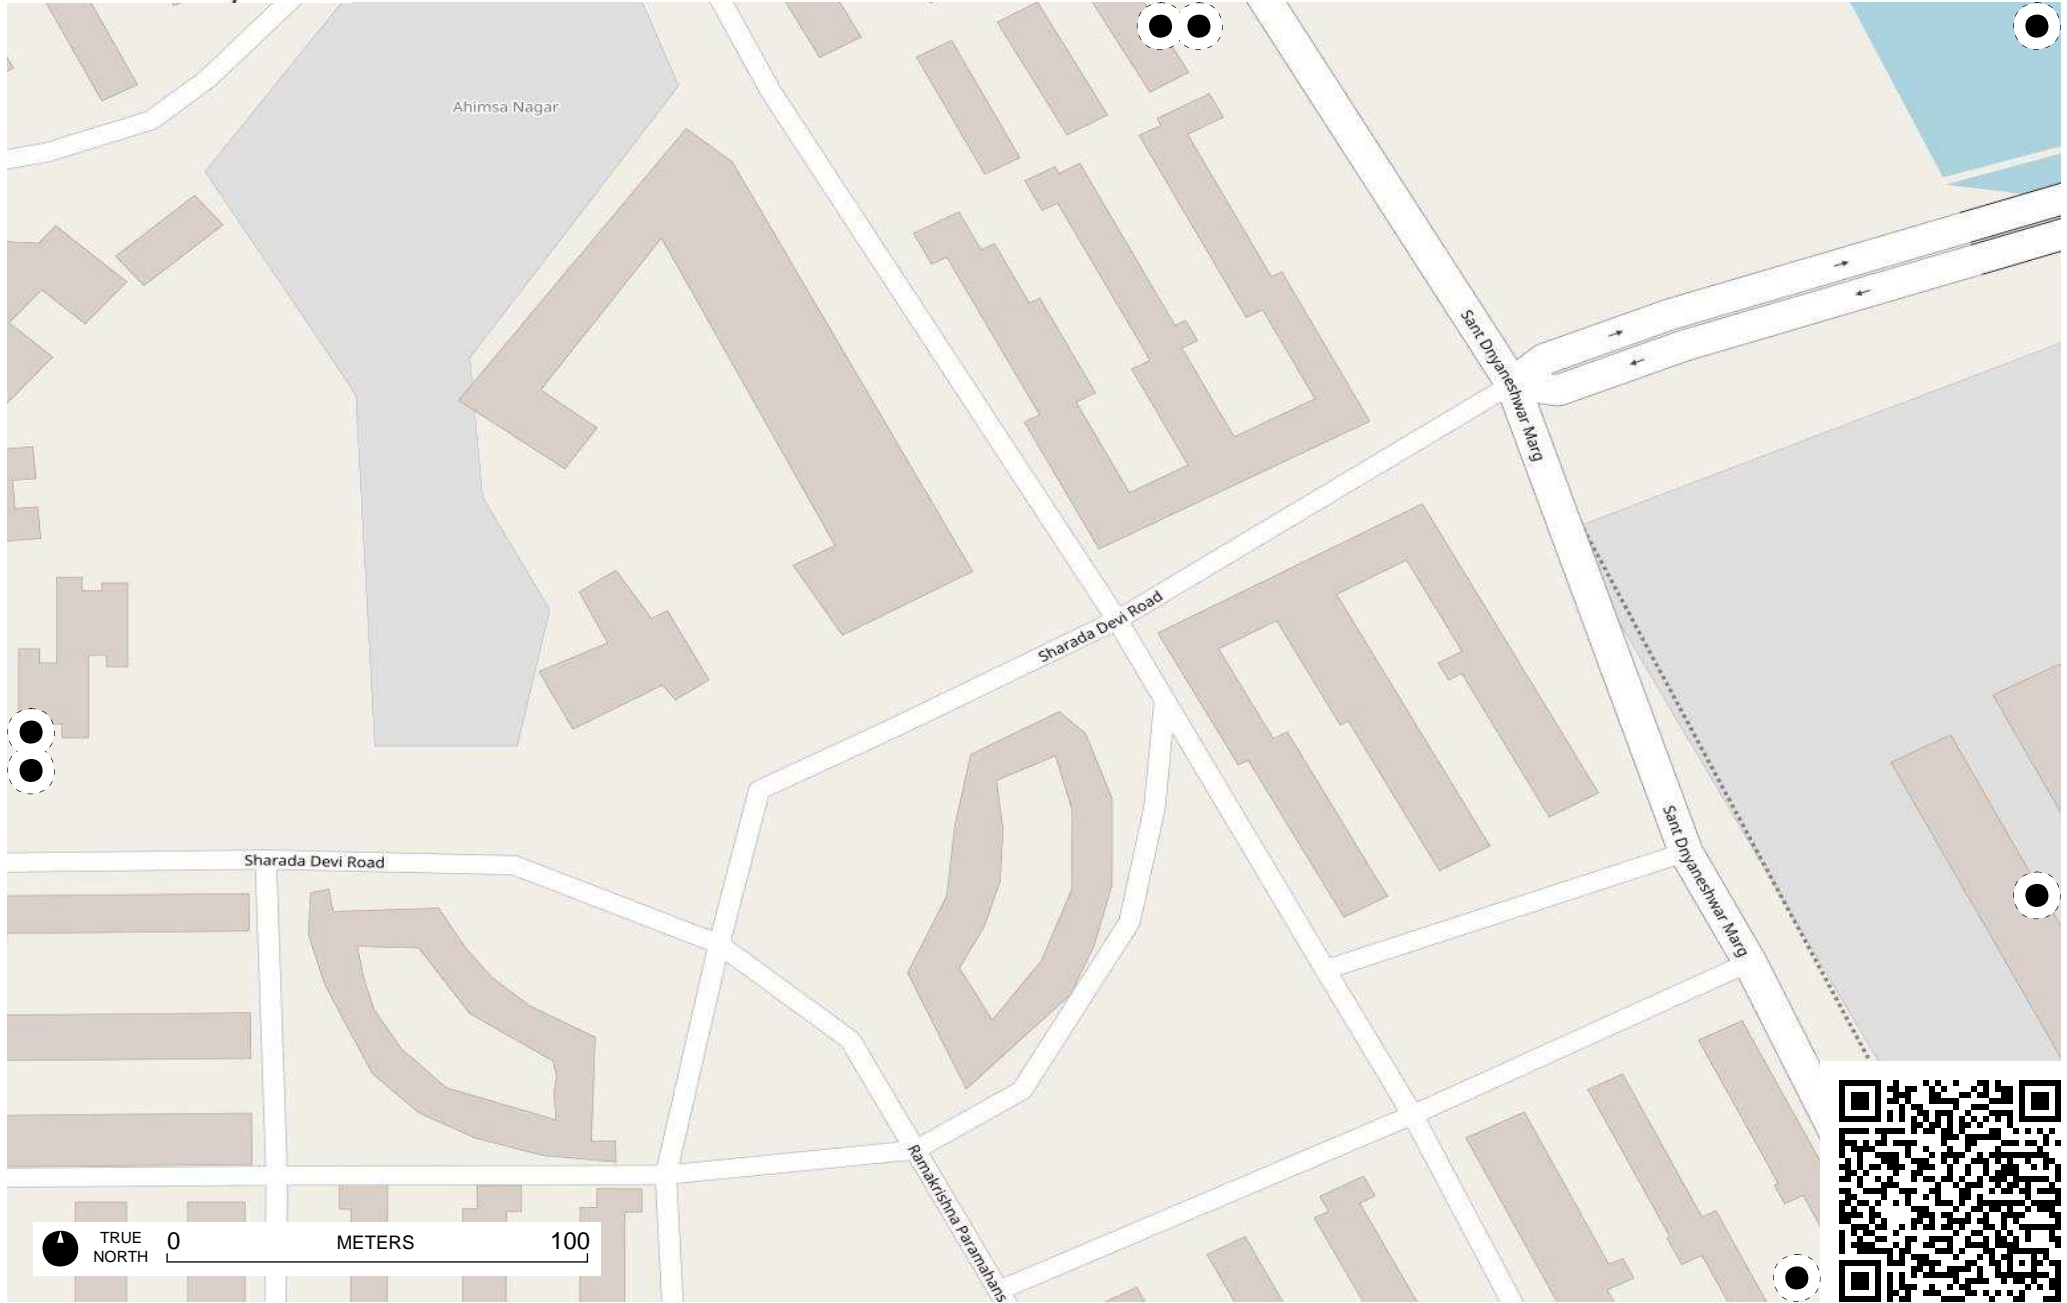 Ahimsa Nagar
Sant Dnyaneshwar Marg
Sharada Devi Road
Sant Dnyaneshwar Marg
Sharada Devi Road
Ramakrishna Paramahans
TRUE
NORTH
0 METERS 100